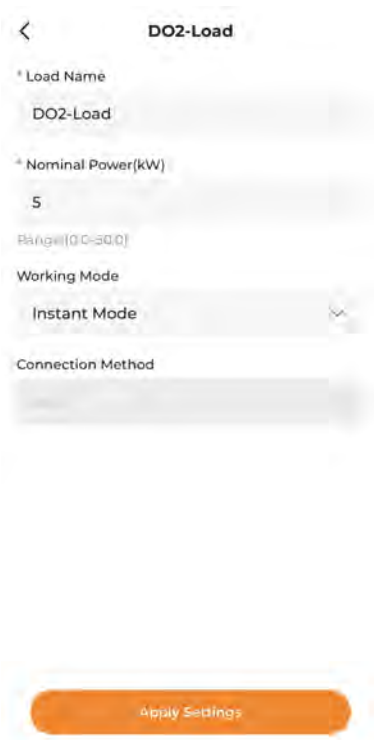 DO2-Load
* Load Name
DO2-Load
* Nominal Power(kW)
5
Range[0.0-50.0]
Working Mode
Instant Mode
Connection Method
Apply Settings